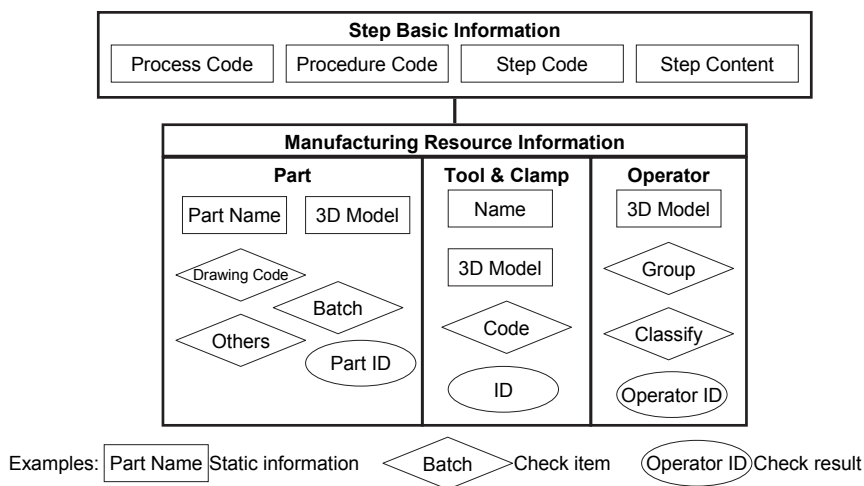 Step Basic Information
Process Code Procedure Code Step Code Step Content
Manufacturing Resource Information
Part
Part Name 3D Model
Drawing Code
Batch
Others
Part ID
Tool & Clamp
Name
3D Model
Code
ID
Operator
3D Model
Group
Classify
Operator ID
Examples: Part Name Static information Batch Check item Operator ID Check result